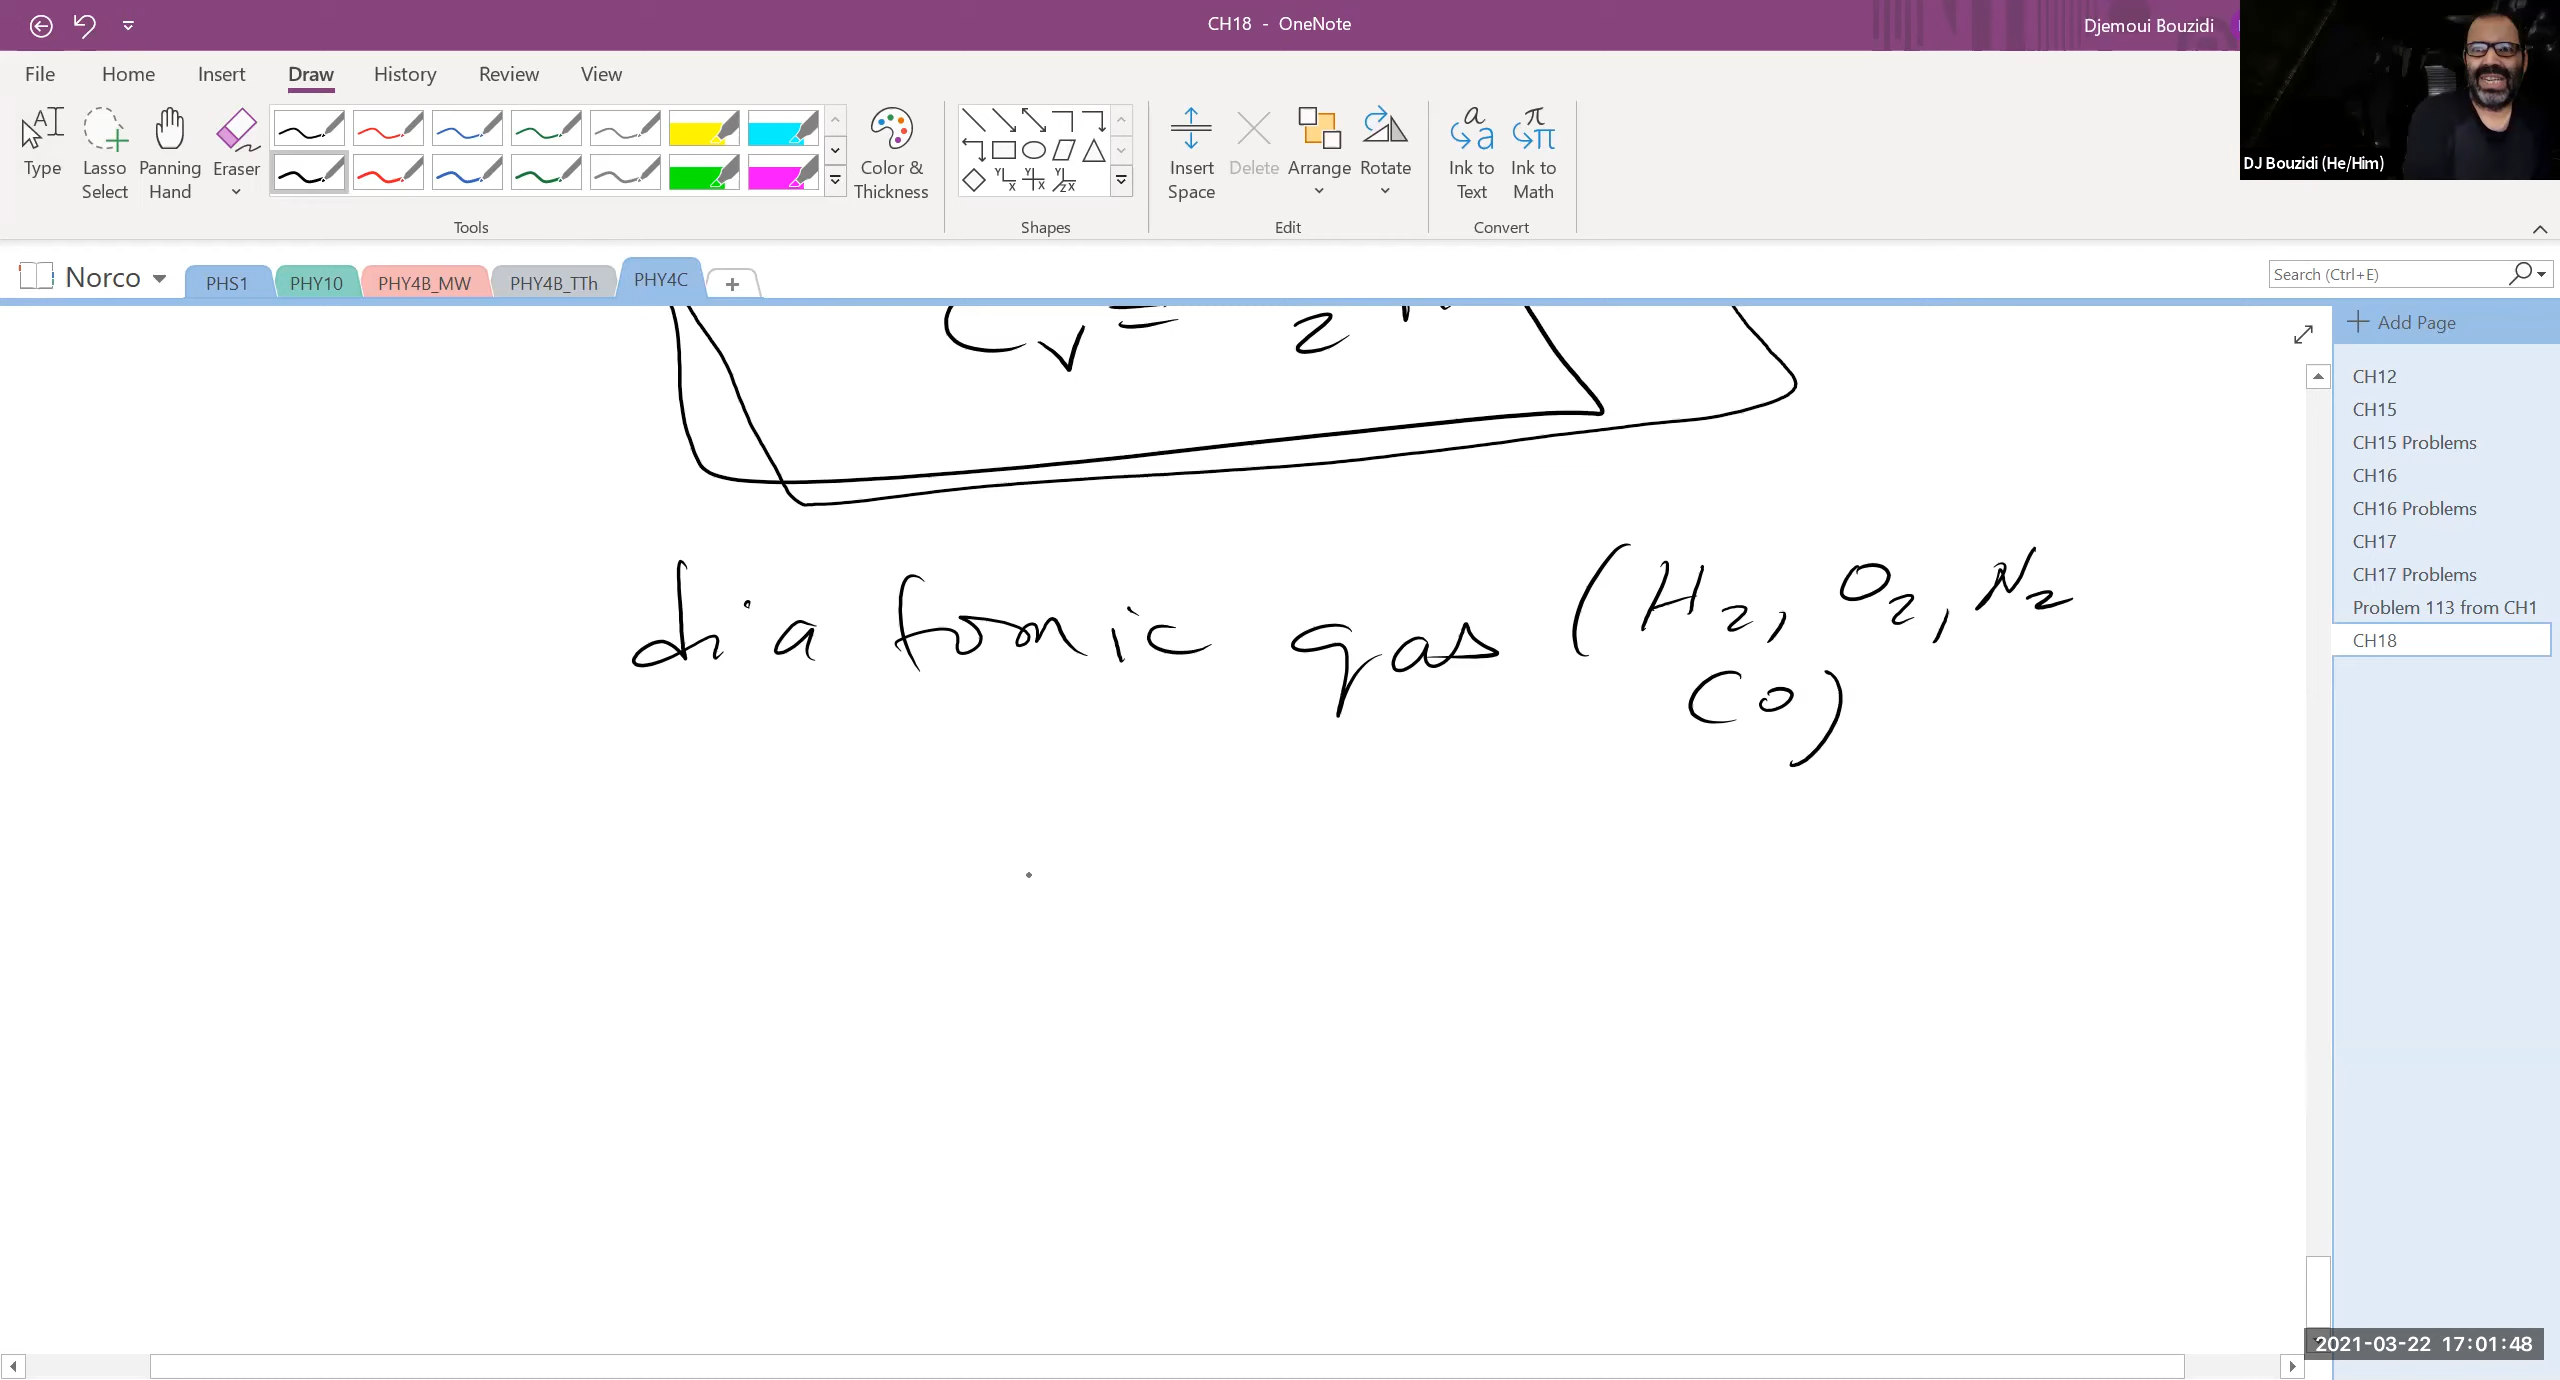 CH18 - OneNote
Djemoui Bouzidi
File Home Insert Draw History Review View
Type
Lasso Select
Panning Hand
Eraser
Color & Thickness
Insert Space
Delete
Arrange
Rotate
Ink to Text
Ink to Math
Tools
Shapes
Edit
Convert
DJ Bouzidi (He/Him)
Norco PHS1 PHY10 PHY4B_MW PHY4B_TTh PHY4C
Search (Ctrl+E)
Add Page
CH12
CH15
CH15 Problems
CH16
CH16 Problems
CH17
CH17 Problems
Problem 113 from CH1
CH18
Cv = 2
diatomic gas (H2, O2, N2
CO)
2021-03-22 17:01:48